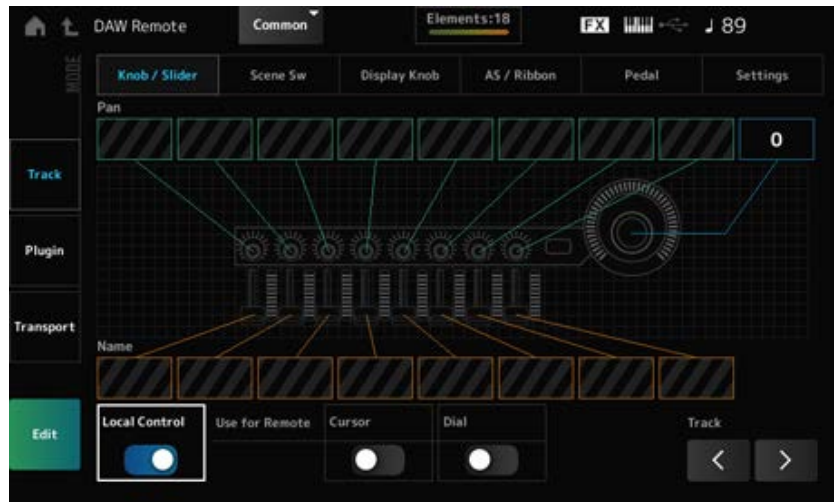 DAW Remote
Common
Elements:18
FX
♩ 89
MODE
Knob / Slider
Scene Sw
Display Knob
AS / Ribbon
Pedal
Settings
Pan
0
Track
Plugin
Transport
Name
Edit
Local Control
Use for Remote
Cursor
Dial
Track